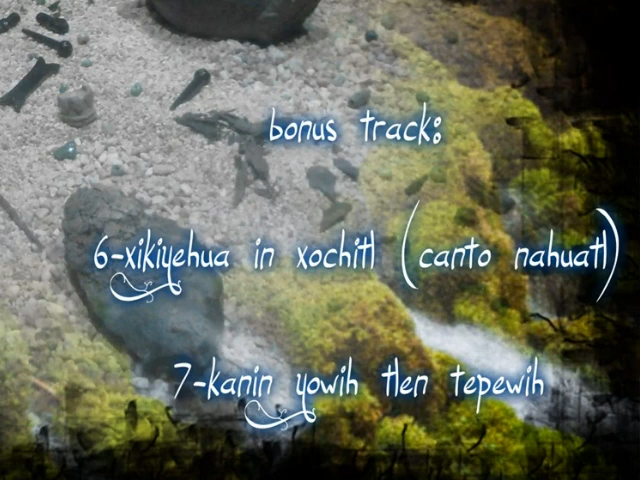 bonus track:
6-xikiyehua in xochitl (canto nahuatl)
7-kanin yowih tlen tepewih